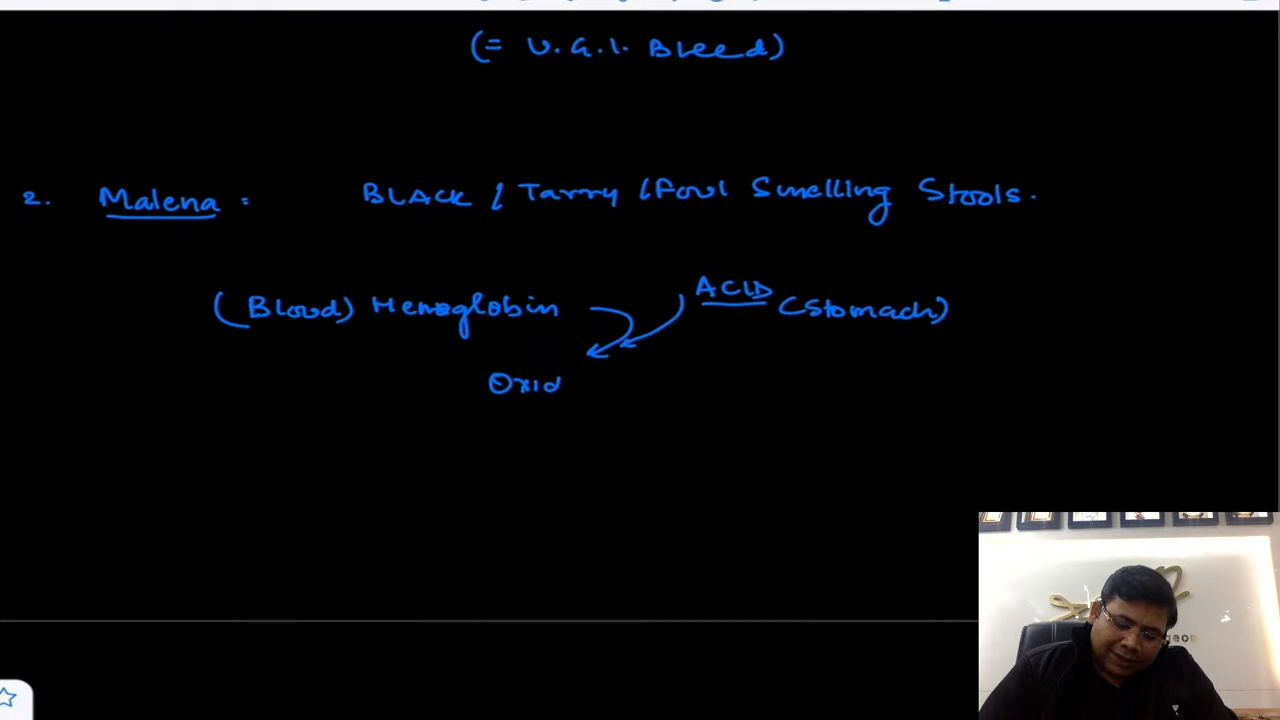 (= U.G.I. Bleed)
2. Malena: BLACK / Tarry / Foul Smelling Stools.
(Blood) Hemoglobin ACID (Stomach)
Oxid